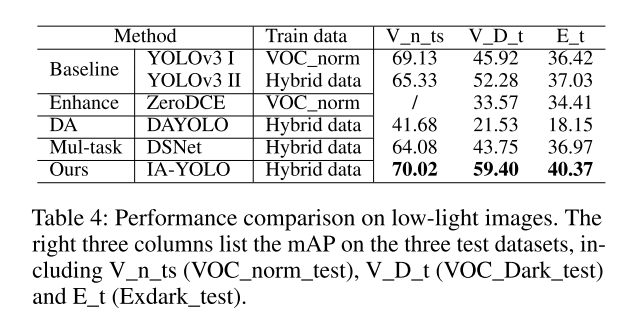 Method Train data V_n_ts V_D_t E_t
Baseline YOLOv3 I VOC_norm 69.13 45.92 36.42
YOLOv3 II Hybrid data 65.33 52.28 37.03
Enhance ZeroDCE VOC_norm / 33.57 34.41
DA DAYOLO Hybrid data 41.68 21.53 18.15
Mul-task DSNet Hybrid data 64.08 43.75 36.97
Ours IA-YOLO Hybrid data 70.02 59.40 40.37
Table 4: Performance comparison on low-light images. The
right three columns list the mAP on the three test datasets, in-
cluding V_n_ts (VOC_norm_test), V_D_t (VOC_Dark_test)
and E_t (Exdark_test).